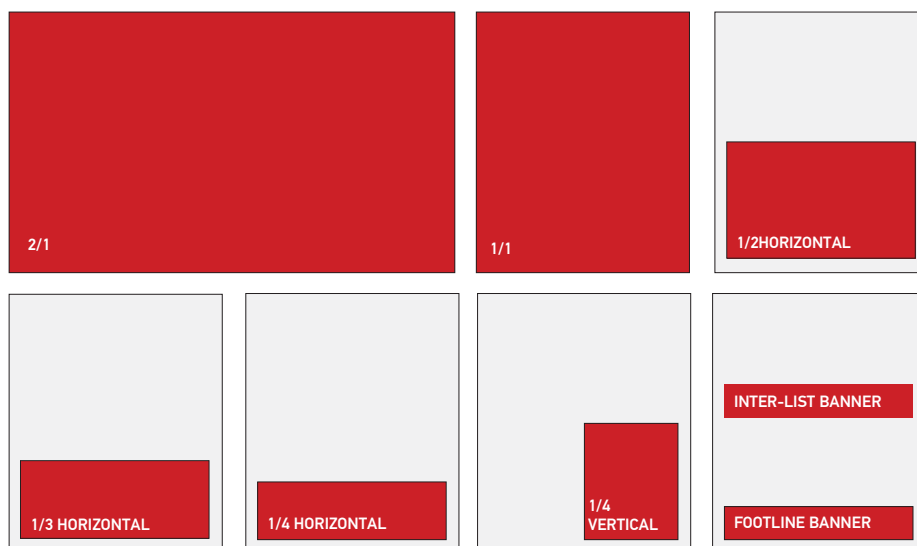 2/1
1/1
1/2HORIZONTAL
1/3 HORIZONTAL
1/4 HORIZONTAL
1/4
VERTICAL
INTER-LIST BANNER
FOOTLINE BANNER